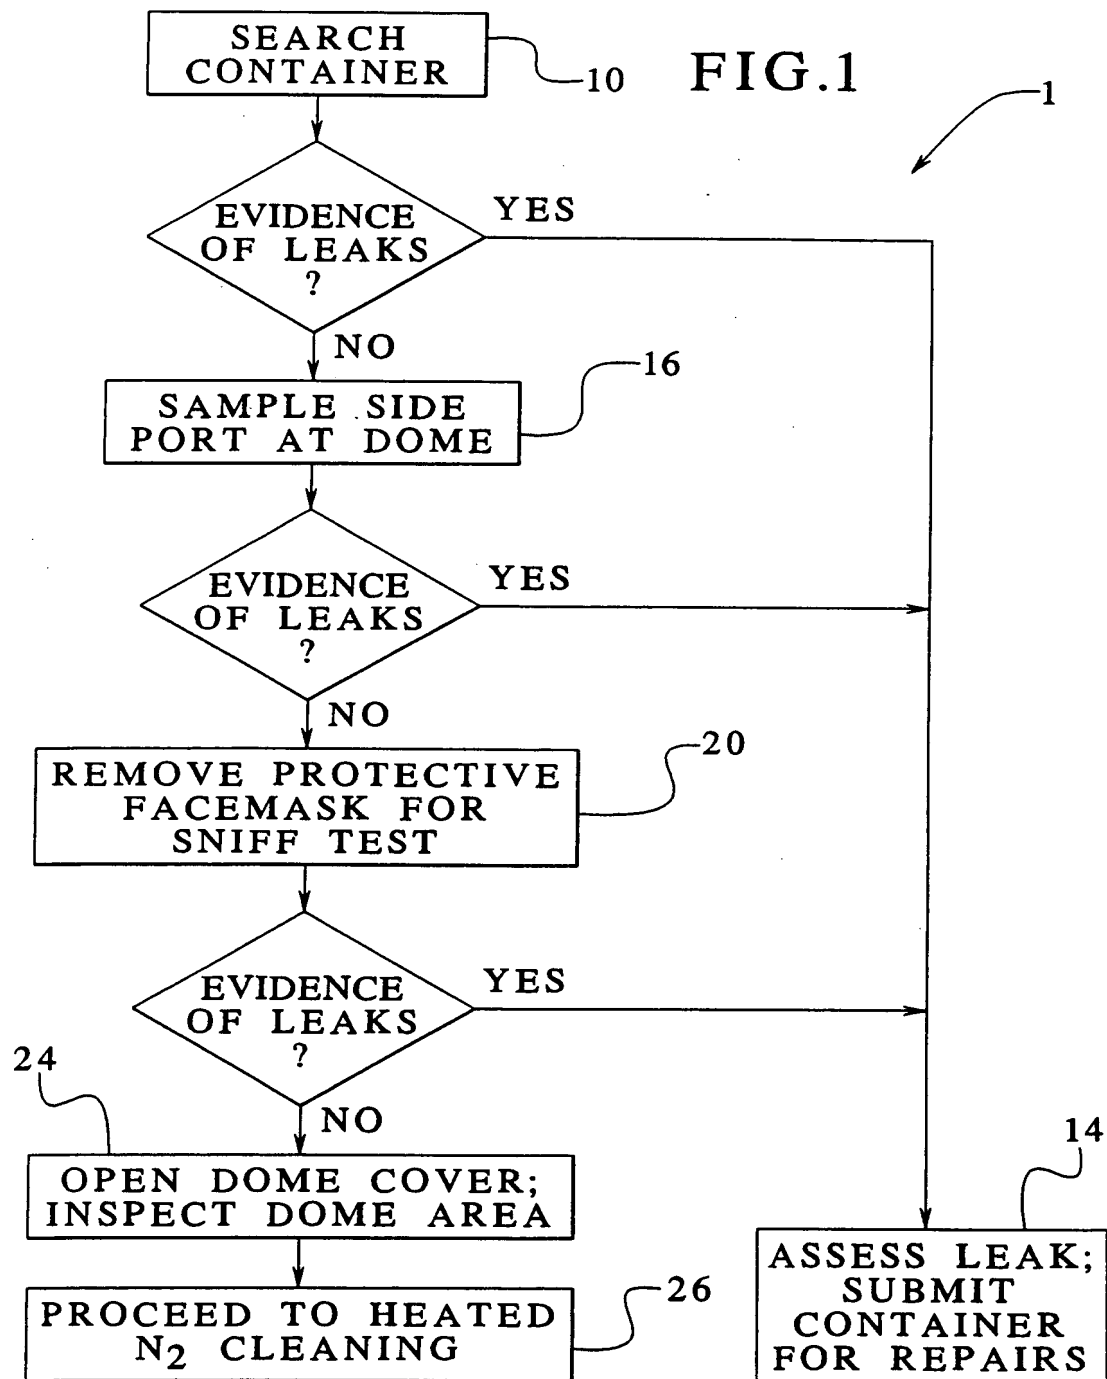 SEARCH
CONTAINER
10
FIG.1
1
EVIDENCE
OF LEAKS
?
YES
NO
SAMPLE SIDE
PORT AT DOME
16
EVIDENCE
OF LEAKS
?
YES
NO
REMOVE PROTECTIVE
FACEMASK FOR
SNIFF TEST
20
EVIDENCE
OF LEAKS
?
YES
NO
24
OPEN DOME COVER;
INSPECT DOME AREA
PROCEED TO HEATED
N2 CLEANING
26
14
ASSESS LEAK;
SUBMIT
CONTAINER
FOR REPAIRS